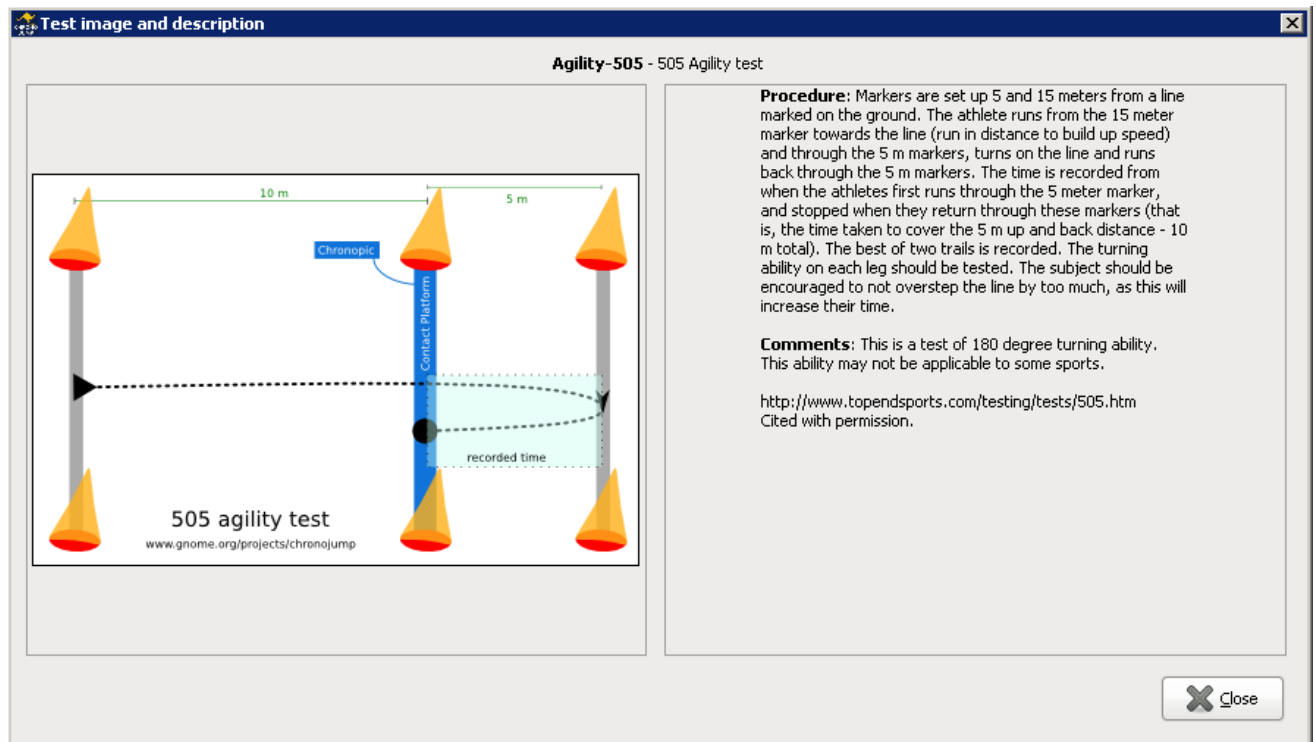 Test image and description
Agility-505 - 505 Agility test
10 m
5 m
Chronopic
Contact Platform
recorded time
505 agility test
www.gnome.org/projects/chronojump
Procedure: Markers are set up 5 and 15 meters from a line
marked on the ground. The athlete runs from the 15 meter
marker towards the line (run in distance to build up speed)
and through the 5 m markers, turns on the line and runs
back through the 5 m markers. The time is recorded from
when the athletes first runs through the 5 meter marker,
and stopped when they return through these markers (that
is, the time taken to cover the 5 m up and back distance - 10
m total). The best of two trails is recorded. The turning
ability on each leg should be tested. The subject should be
encouraged to not overstep the line by too much, as this will
increase their time.
Comments: This is a test of 180 degree turning ability.
This ability may not be applicable to some sports.
http://www.topendsports.com/testing/tests/505.htm
Cited with permission.
Close